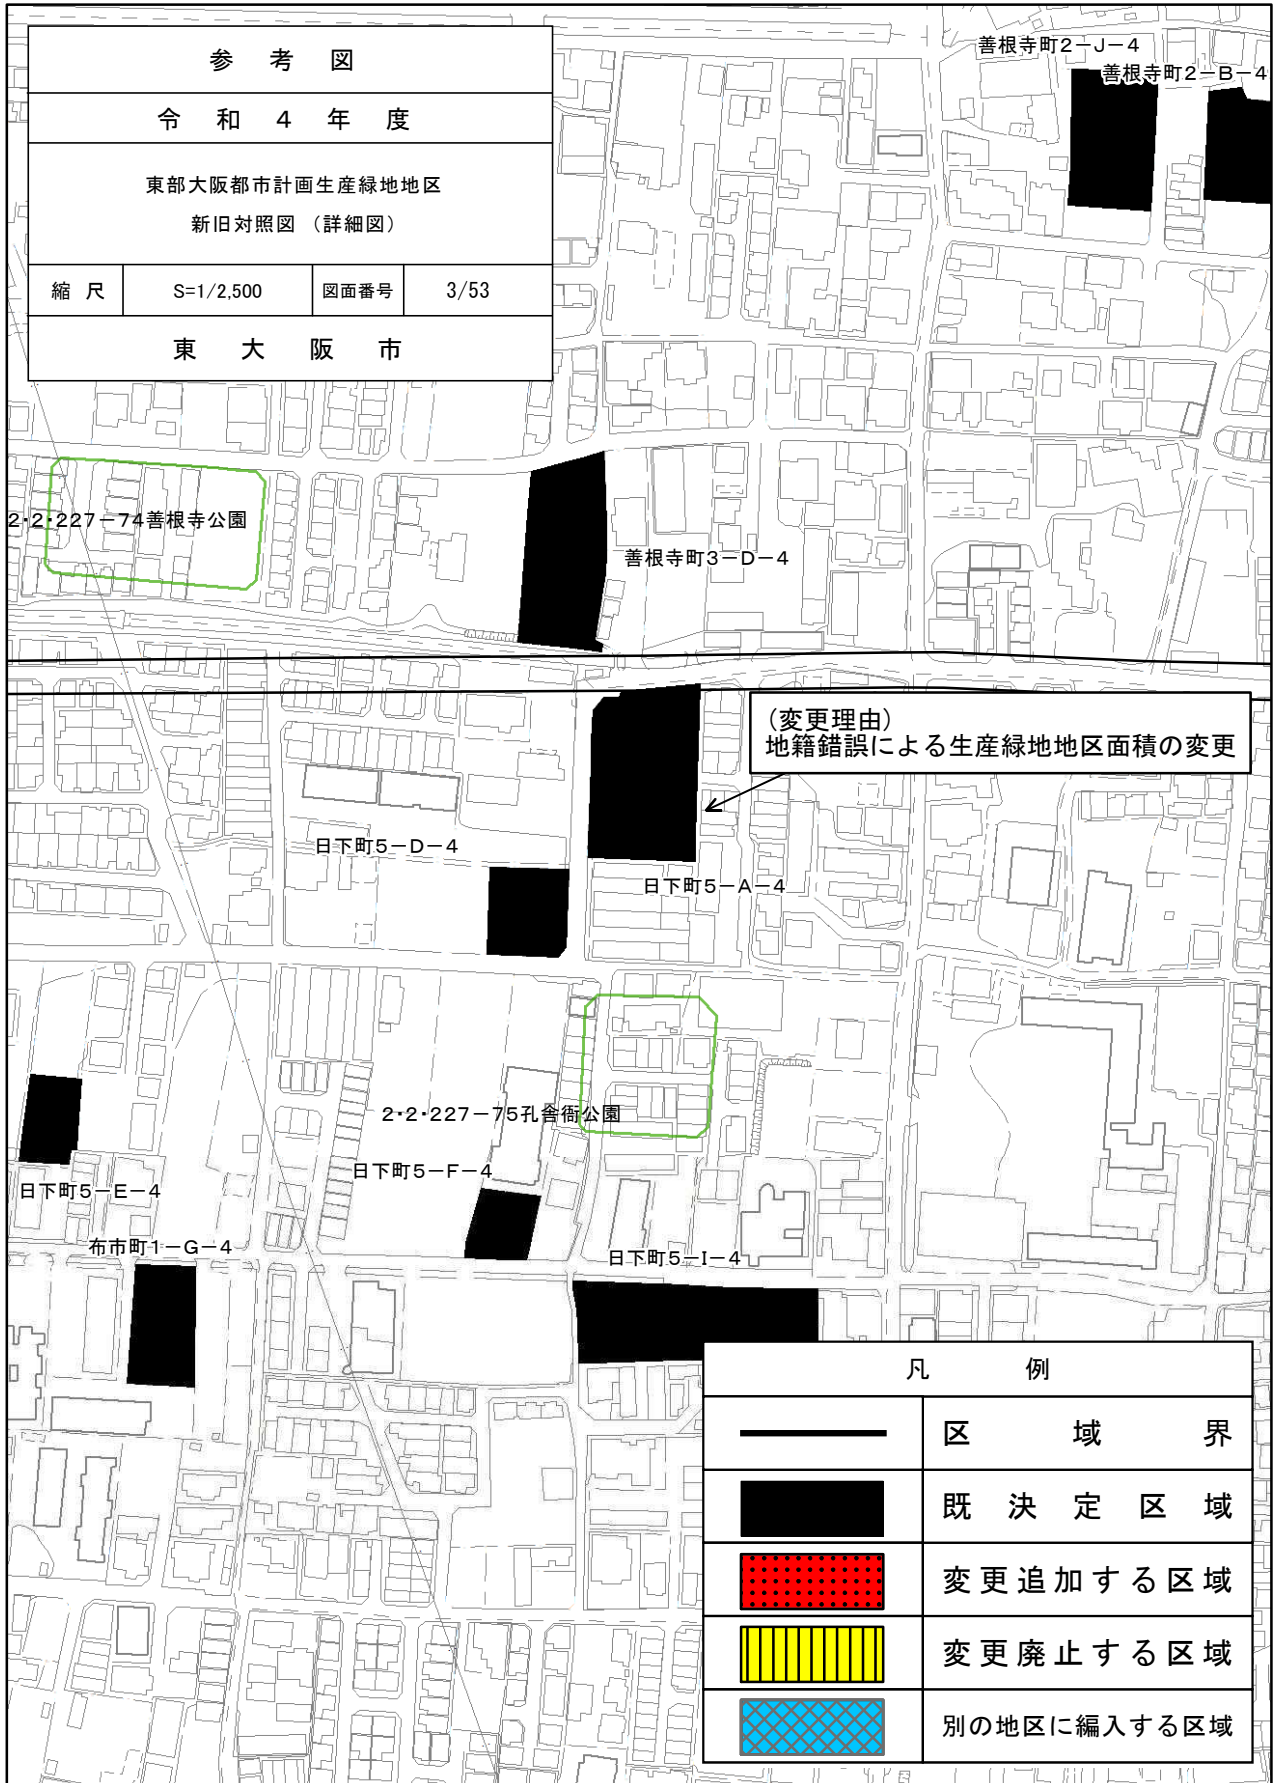 参考図
令和4年度
東部大阪都市計画生産緑地地区
新旧対照図 (詳細図)
縮尺 S=1/2,500 図面番号 3/53
東大阪市
善根寺町2-J-4
善根寺町2-B-4
2・2・227-74善根寺公園
善根寺町3-D-4
(変更理由)
地籍錯誤による生産緑地地区面積の変更
日下町5-D-4
日下町5-A-4
2・2・227-75孔舎衙公園
日下町5-F-4
日下町5-E-4
布市町1-G-4
日下町5-I-4
凡例
区域界
既決定区域
変更追加する区域
変更廃止する区域
別の地区に編入する区域